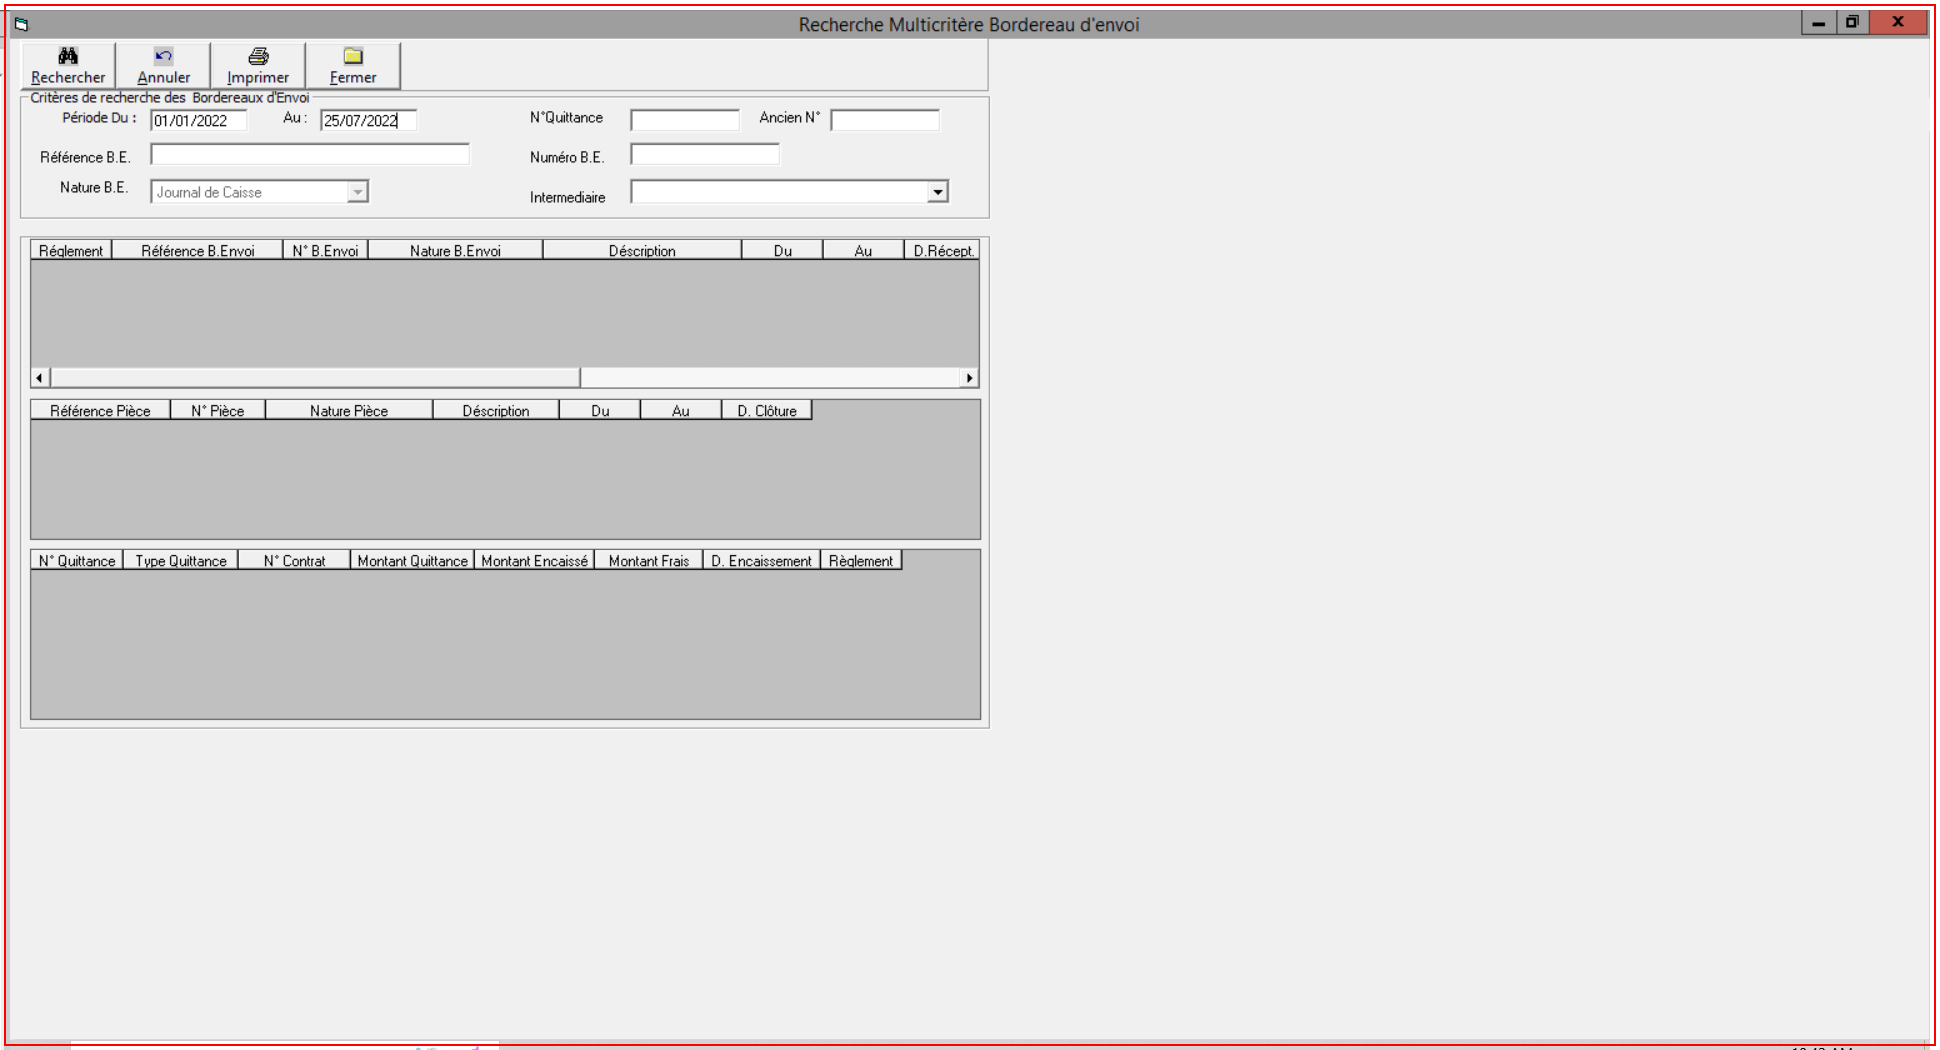 Recherche Multicritère Bordereau d'envoi
Rechercher Annuler Imprimer Fermer
Critères de recherche des Bordereaux d'Envoi
Période Du : 01/01/2022 Au : 25/07/2022 N°Quittance Ancien N°
Référence B.E. Numéro B.E.
Nature B.E. Journal de Caisse Intermediaire
Réglement Référence B.Envoi N° B.Envoi Nature B.Envoi Déscription Du Au D.Récept.
Référence Pièce N° Pièce Nature Pièce Déscription Du Au D. Clôture
N° Quittance Type Quittance N° Contrat Montant Quittance Montant Encaissé Montant Frais D. Encaissement Règlement